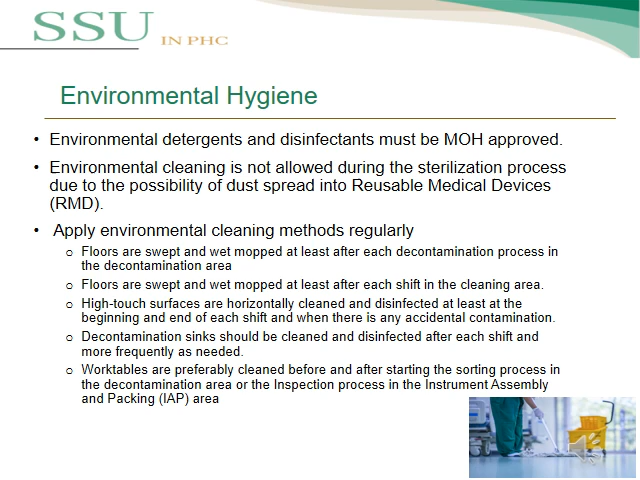 SSU IN PHC
Environmental Hygiene
• Environmental detergents and disinfectants must be MOH approved.
• Environmental cleaning is not allowed during the sterilization process
due to the possibility of dust spread into Reusable Medical Devices
(RMD).
• Apply environmental cleaning methods regularly
o Floors are swept and wet mopped at least after each decontamination process in
the decontamination area
o Floors are swept and wet mopped at least after each shift in the cleaning area.
o High-touch surfaces are horizontally cleaned and disinfected at least at the
beginning and end of each shift and when there is any accidental contamination.
o Decontamination sinks should be cleaned and disinfected after each shift and
more frequently as needed.
o Worktables are preferably cleaned before and after starting the sorting process in
the decontamination area or the Inspection process in the Instrument Assembly
and Packing (IAP) area